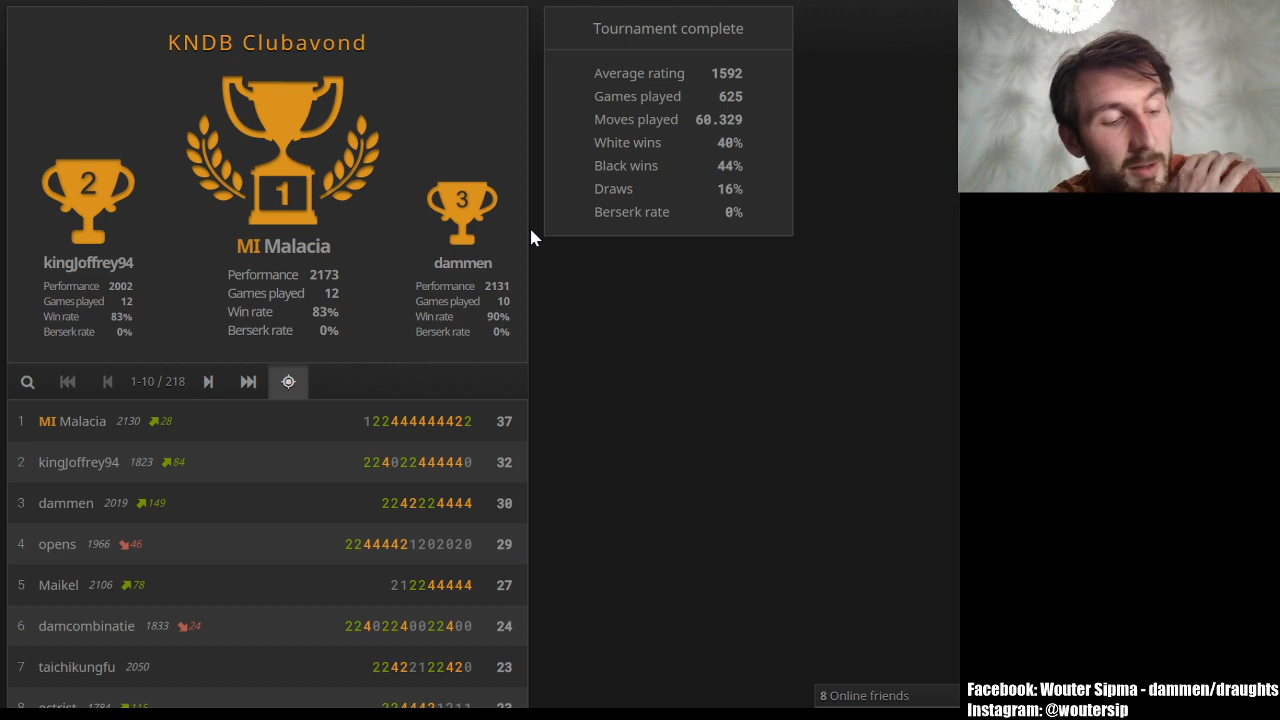 KNDB Clubavond
2
1
3
kingJoffrey94
Performance 2002
Games played 12
Win rate 83%
Berserk rate 0%
MI Malacia
Performance 2173
Games played 12
Win rate 83%
Berserk rate 0%
dammen
Performance 2131
Games played 10
Win rate 90%
Berserk rate 0%
1-10 / 218
1 MI Malacia 2130 28 122444444422 37
2 kingJoffrey94 1823 84 224022444440 32
3 dammen 2019 149 2242224444 30
4 opens 1966 46 22444421202020 29
5 Maikel 2106 78 212244444 27
6 damcombinatie 1833 24 22402240022400 24
7 taichikungfu 2050 22422122420 23
Tournament complete
Average rating 1592
Games played 625
Moves played 60.329
White wins 40%
Black wins 44%
Draws 16%
Berserk rate 0%
8 Online friends
Facebook: Wouter Sipma - dammen/draughts
Instagram: @woutersip